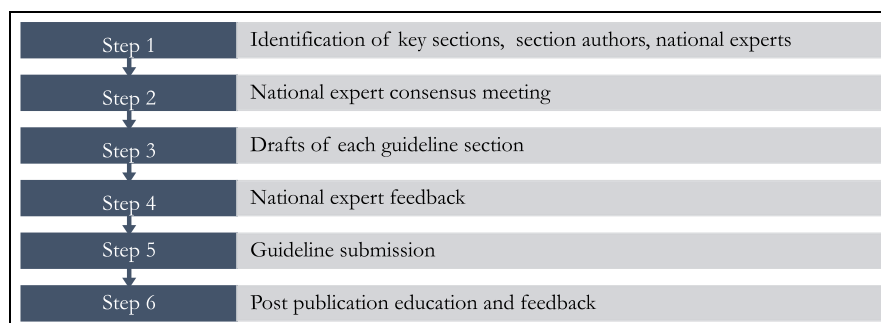 Step 1
Identification of key sections, section authors, national experts
Step 2
National expert consensus meeting
Step 3
Drafts of each guideline section
Step 4
National expert feedback
Step 5
Guideline submission
Step 6
Post publication education and feedback